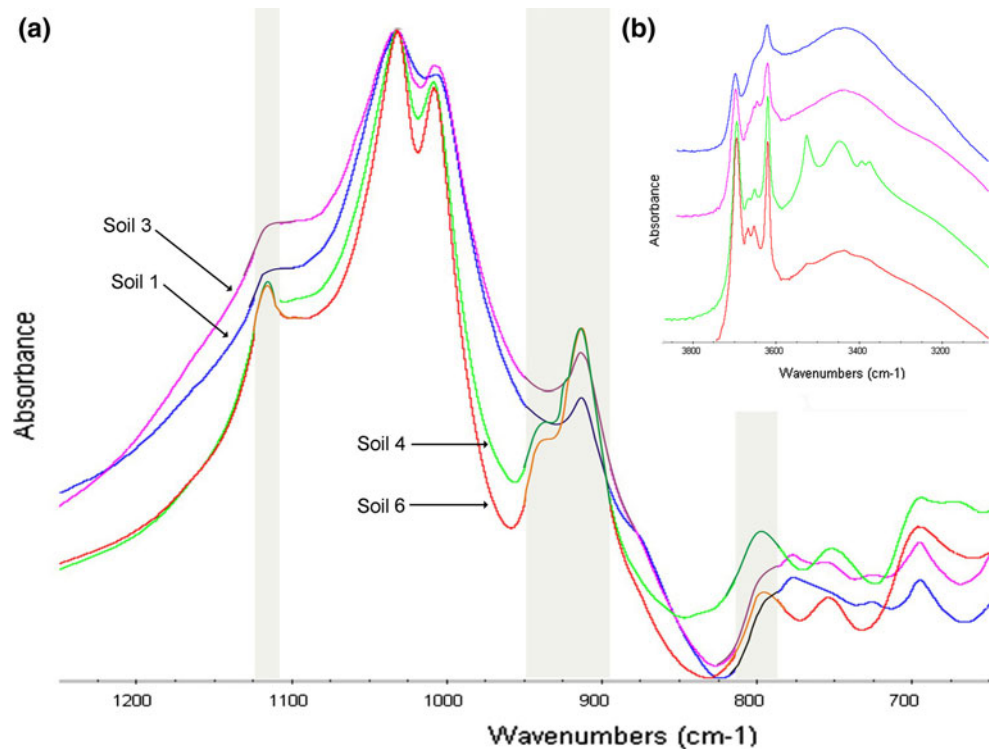 (a)
(b)
Soil 3
Soil 1
Soil 4
Soil 6
Absorbance
1200 1100 1000 900 800 700
Wavenumbers (cm-1)
Absorbance
3800 3600 3400 3200
Wavenumbers (cm-1)